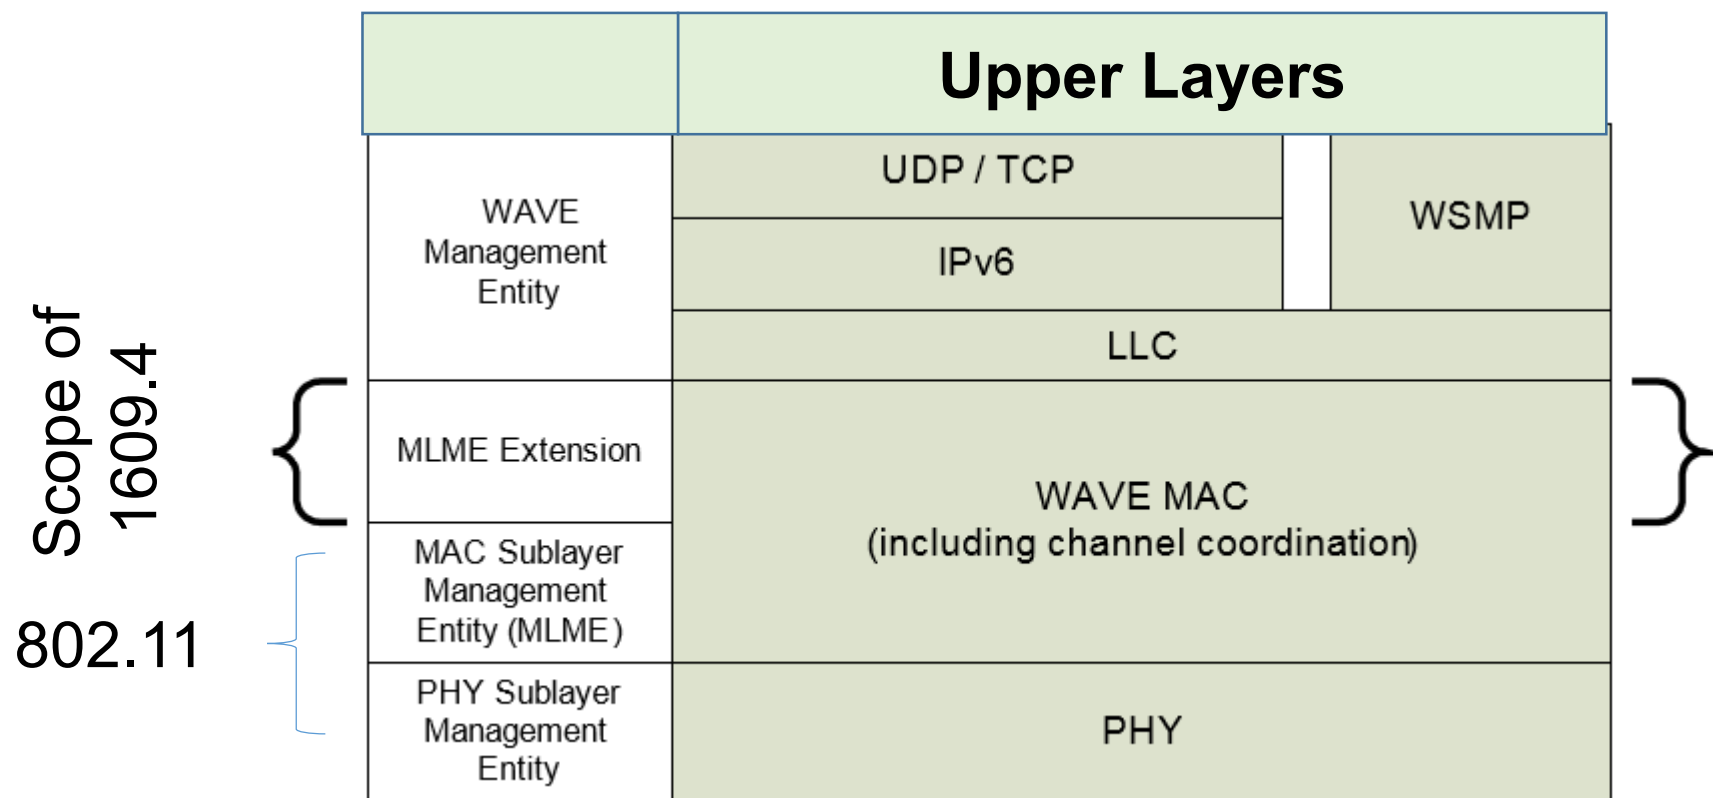 Upper Layers
UDP / TCP
WAVE
Management
Entity
WSMP
IPv6
LLC
Scope of
1609.4
MLME Extension
WAVE MAC
(including channel coordination)
MAC Sublayer
Management
Entity (MLME)
802.11
PHY Sublayer
Management
Entity
PHY